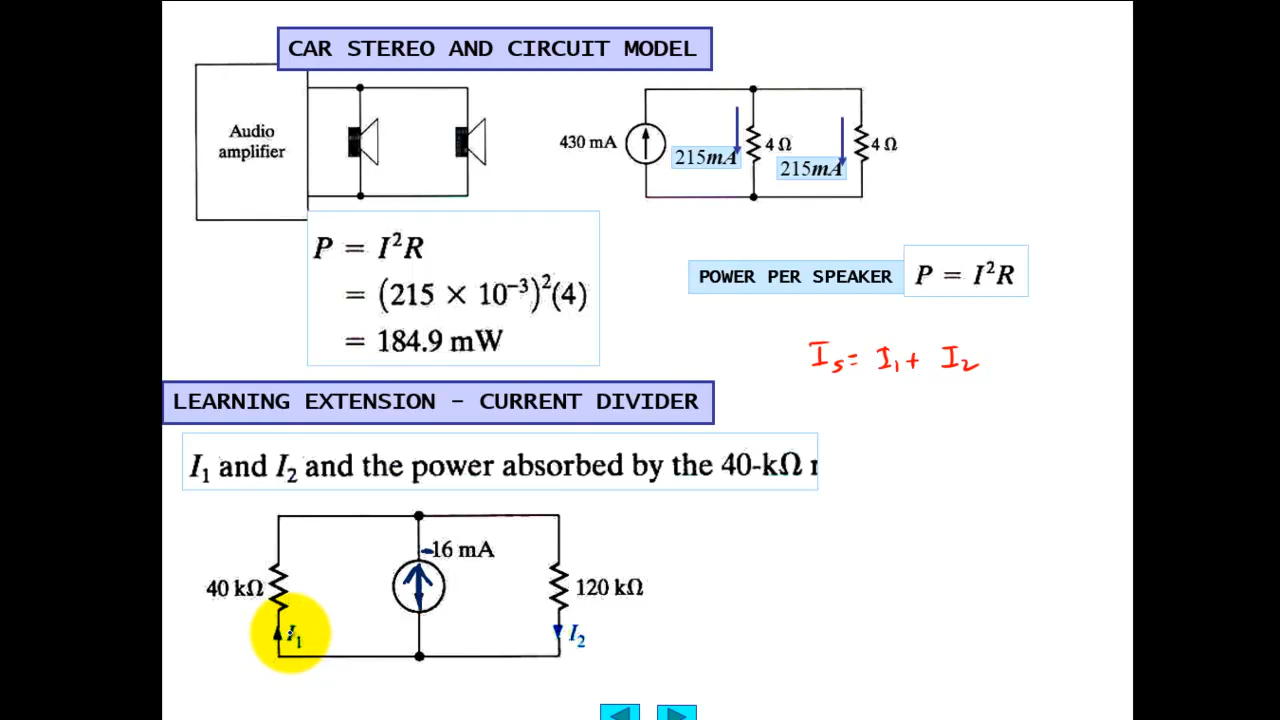 CAR STEREO AND CIRCUIT MODEL
Audio
amplifier
430 mA
215mA
4 Ω
215mA
4 Ω
P = I²R
= (215 × 10⁻³)²(4)
= 184.9 mW
POWER PER SPEAKER
P = I²R
Is = I₁ + I₂
LEARNING EXTENSION - CURRENT DIVIDER
I₁ and I₂ and the power absorbed by the 40-kΩ
-16 mA
40 kΩ
120 kΩ
I₁
I₂